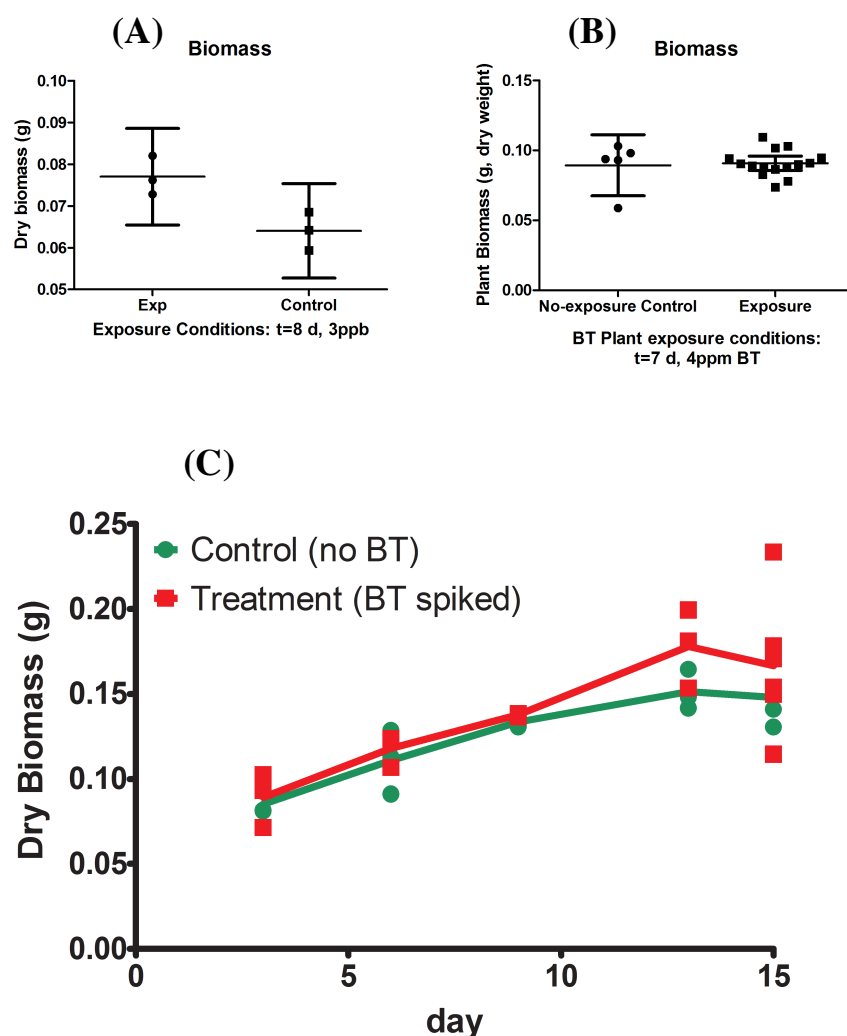 (A)
Biomass
Dry biomass (g)
0.10
0.09
0.08
0.07
0.06
0.05
Exp Control
Exposure Conditions: t=8 d, 3ppb
(B)
Biomass
Plant Biomass (g, dry weight)
0.15
0.10
0.05
0.00
No-exposure Control Exposure
BT Plant exposure conditions:
t=7 d, 4ppm BT
(C)
Dry Biomass (g)
0.25
0.20
0.15
0.10
0.05
0.00
Control (no BT)
Treatment (BT spiked)
0 5 10 15
day